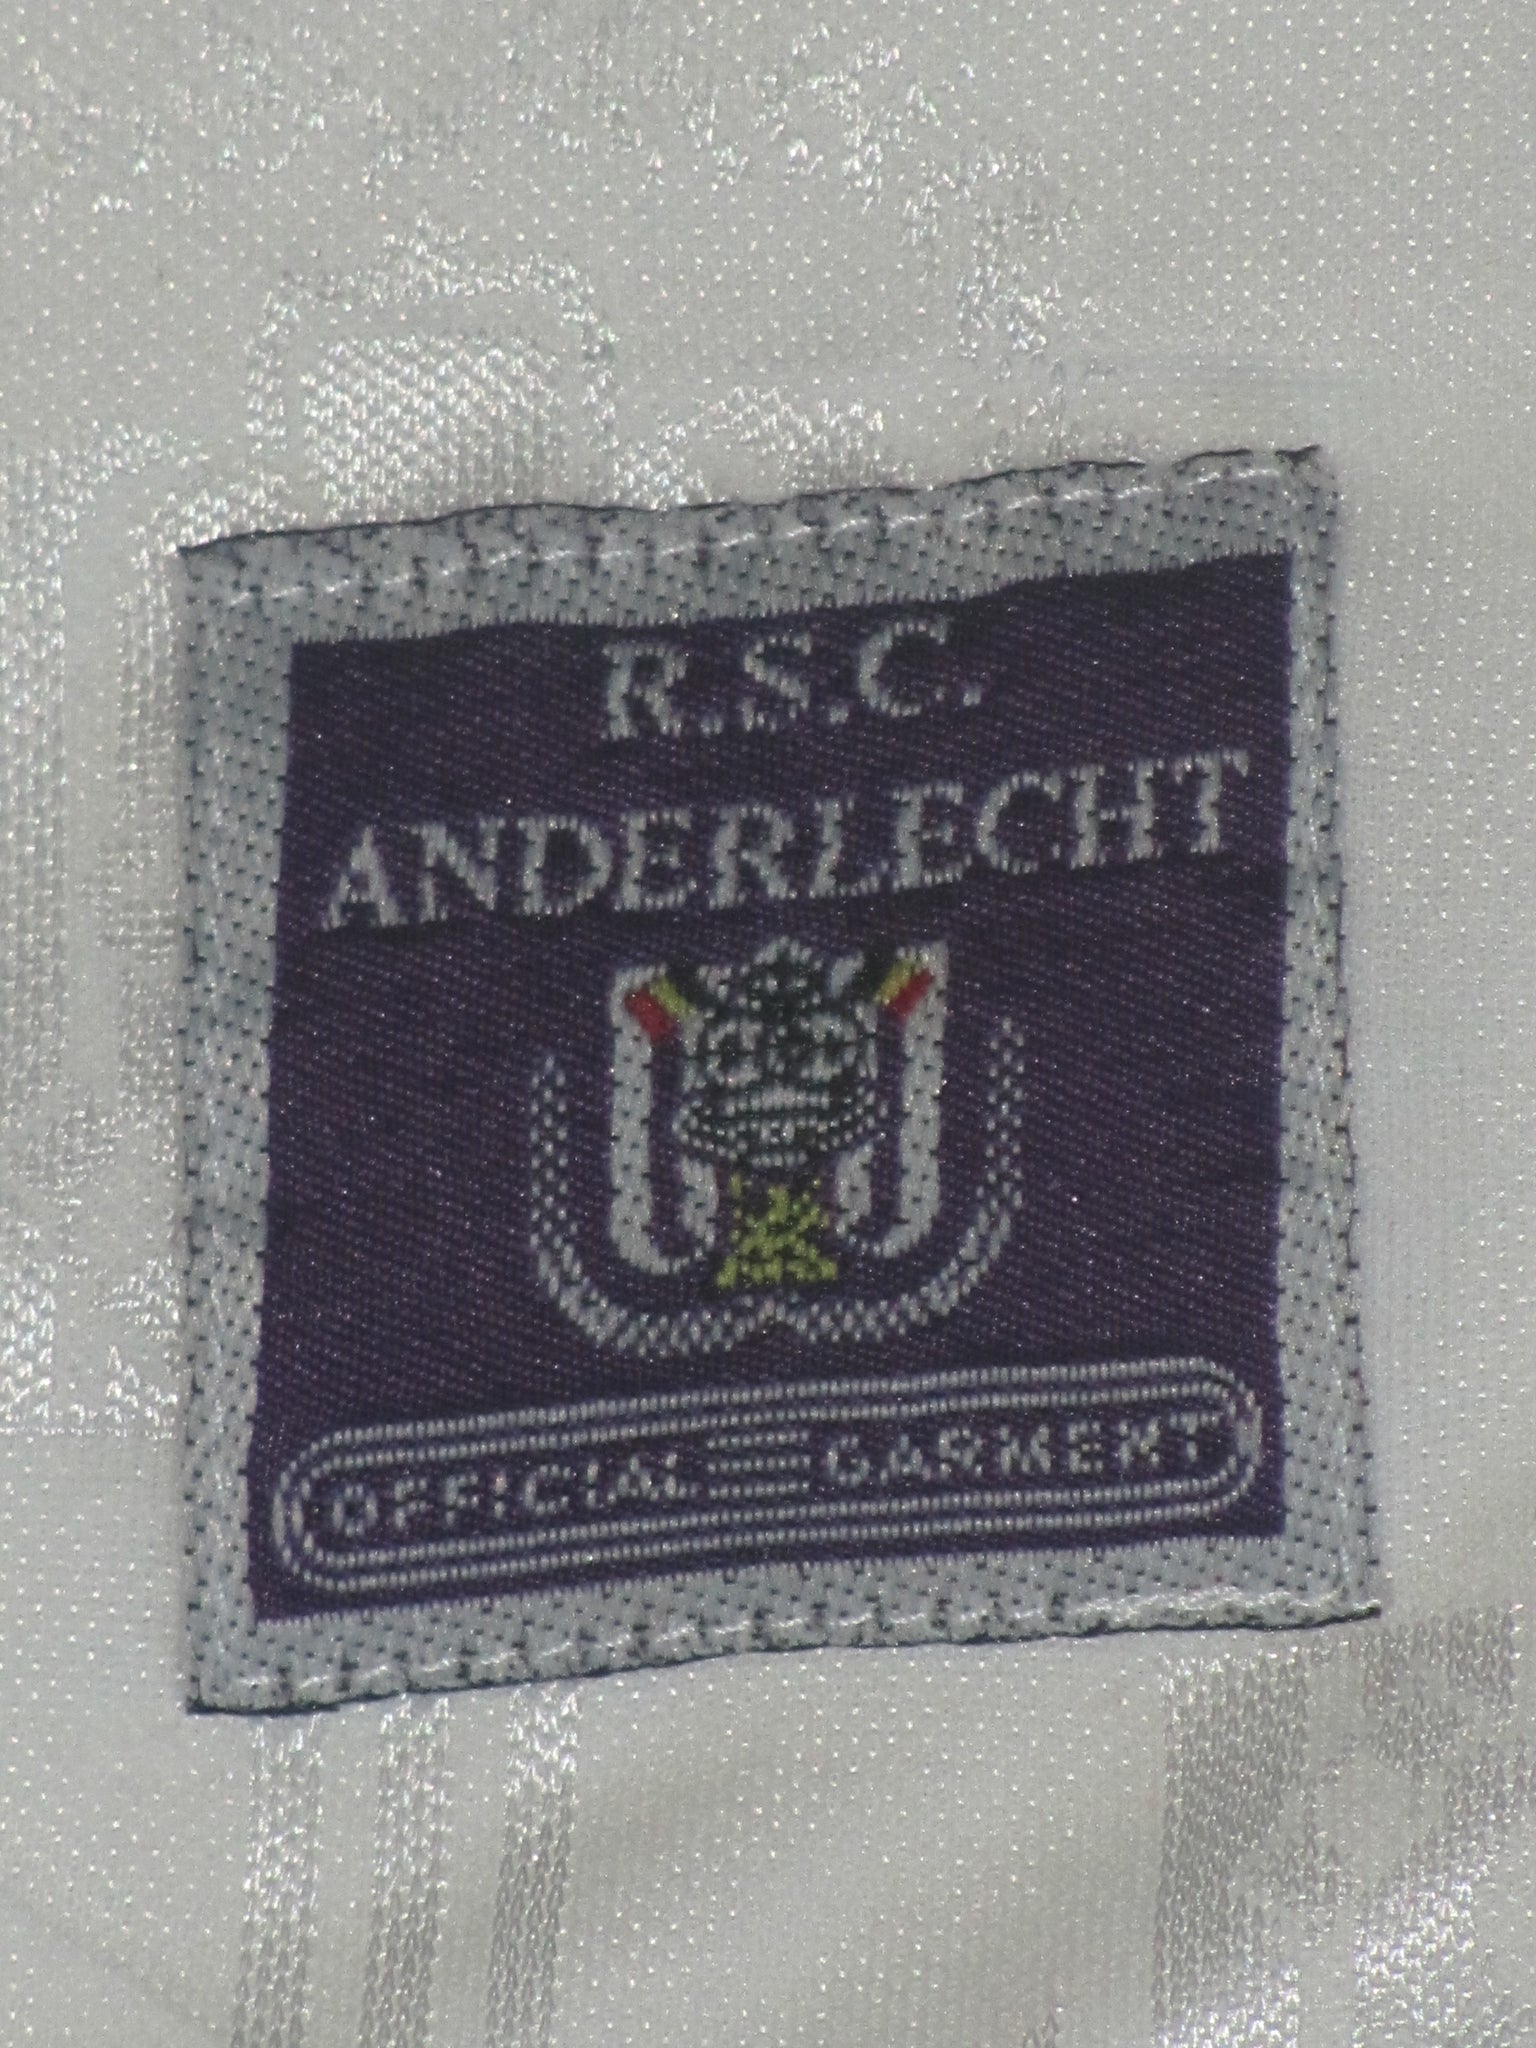 R.S.C.
ANDERLECHT
OFFICIAL GARMENT